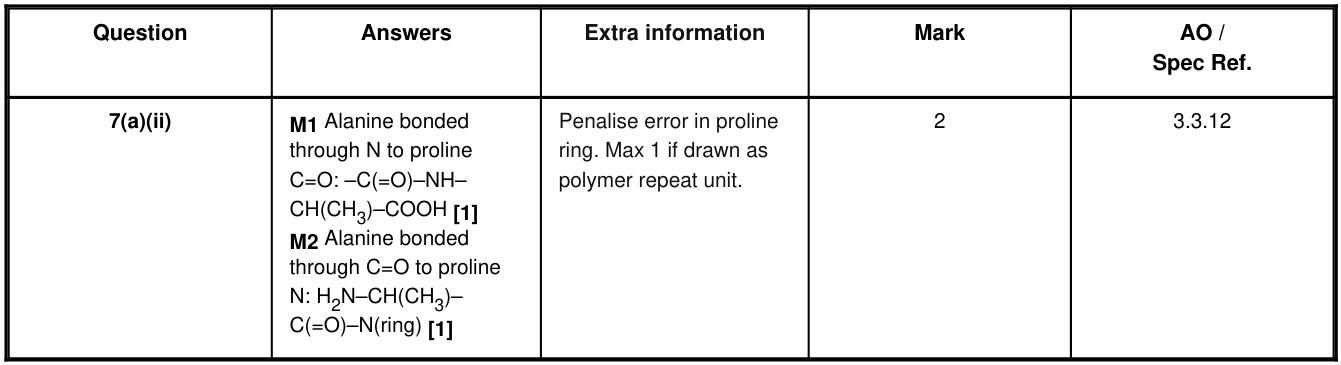 Question Answers Extra information Mark AO /
Spec Ref.
7(a)(ii)
M1 Alanine bonded
through N to proline
C=O: –C(=O)–NH–
CH(CH3)–COOH [1]
M2 Alanine bonded
through C=O to proline
N: H2N–CH(CH3)–
C(=O)–N(ring) [1]
Penalise error in proline
ring. Max 1 if drawn as
polymer repeat unit.
2
3.3.12